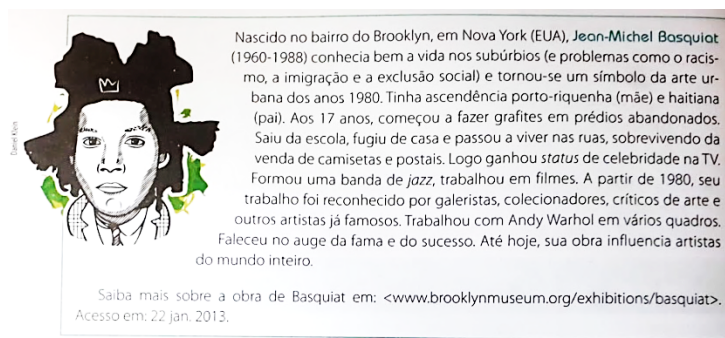 Nascido no bairro do Brooklyn, em Nova York (EUA), Jean-Michel Basquiat
(1960-1988) conhecia bem a vida nos subúrbios (e problemas como o racis-
mo, a imigração e a exclusão social) e tornou-se um símbolo da arte ur-
bana dos anos 1980. Tinha ascendência porto-riquenha (mãe) e haitiana
(pai). Aos 17 anos, começou a fazer grafites em prédios abandonados.
Saiu da escola, fugiu de casa e passou a viver nas ruas, sobrevivendo da
venda de camisetas e postais. Logo ganhou status de celebridade na TV.
Formou uma banda de jazz, trabalhou em filmes. A partir de 1980, seu
trabalho foi reconhecido por galeristas, colecionadores, críticos de arte e
outros artistas já famosos. Trabalhou com Andy Warhol em vários quadros.
Faleceu no auge da fama e do sucesso. Até hoje, sua obra influencia artistas
do mundo inteiro.
Saiba mais sobre a obra de Basquiat em: <www.brooklynmuseum.org/exhibitions/basquiat>.
Acesso em: 22 jan. 2013.